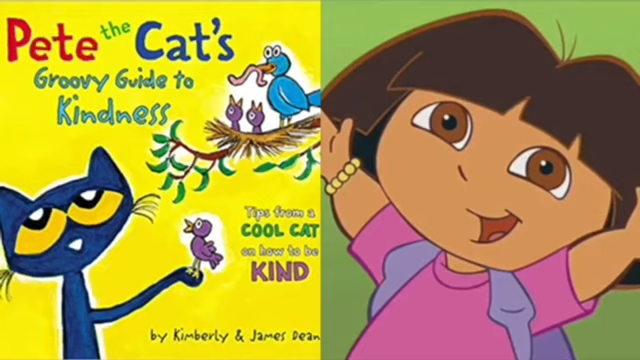 Pete the Cat's
Groovy Guide to
Kindness
Tips from a
COOL CAT
on how to be
KIND
by Kimberly & James Dean